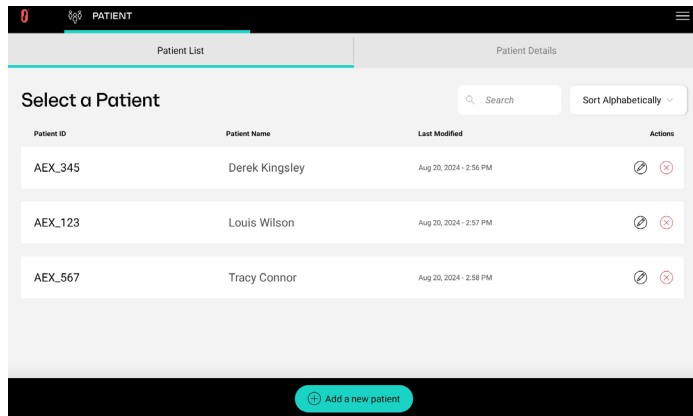 PATIENT
Patient List Patient Details
Select a Patient Search Sort Alphabetically
Patient ID Patient Name Last Modified Actions
AEX_345 Derek Kingsley Aug 20, 2024 - 2:56 PM
AEX_123 Louis Wilson Aug 20, 2024 - 2:57 PM
AEX_567 Tracy Connor Aug 20, 2024 - 2:58 PM
Add a new patient